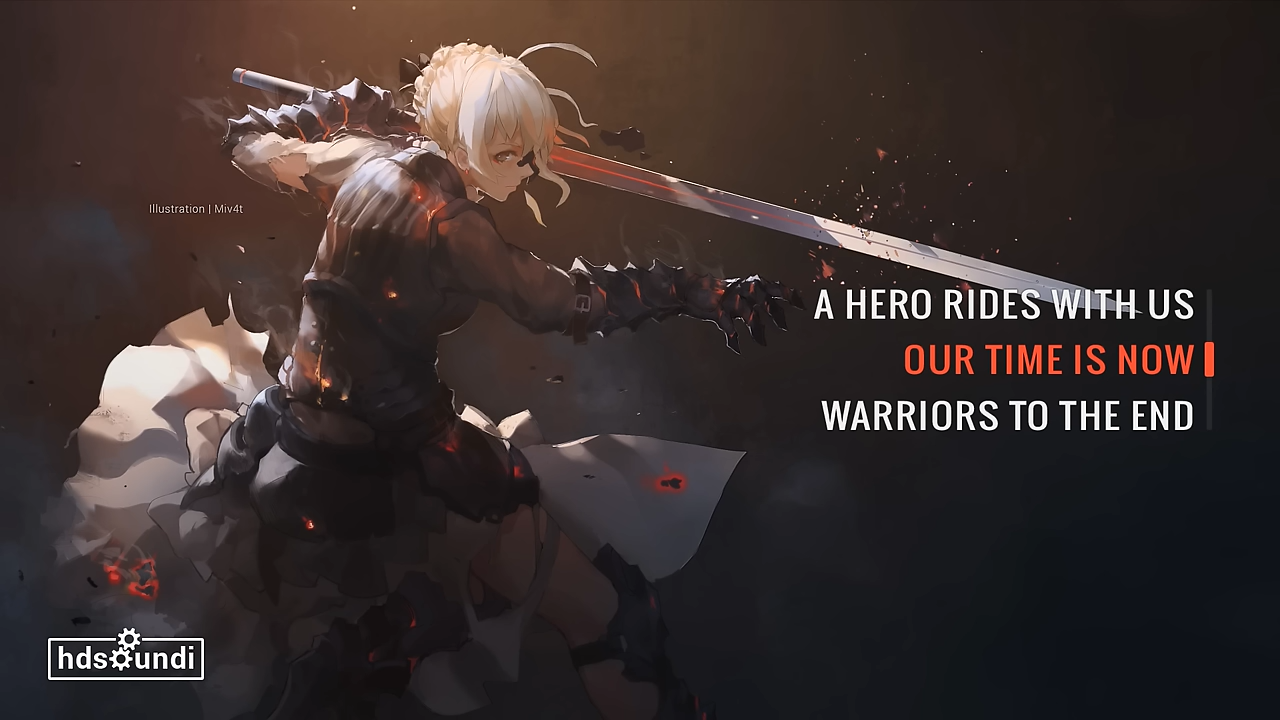 Illustration | Miv4t
A HERO RIDES WITH US
OUR TIME IS NOW
WARRIORS TO THE END
hdsoundi